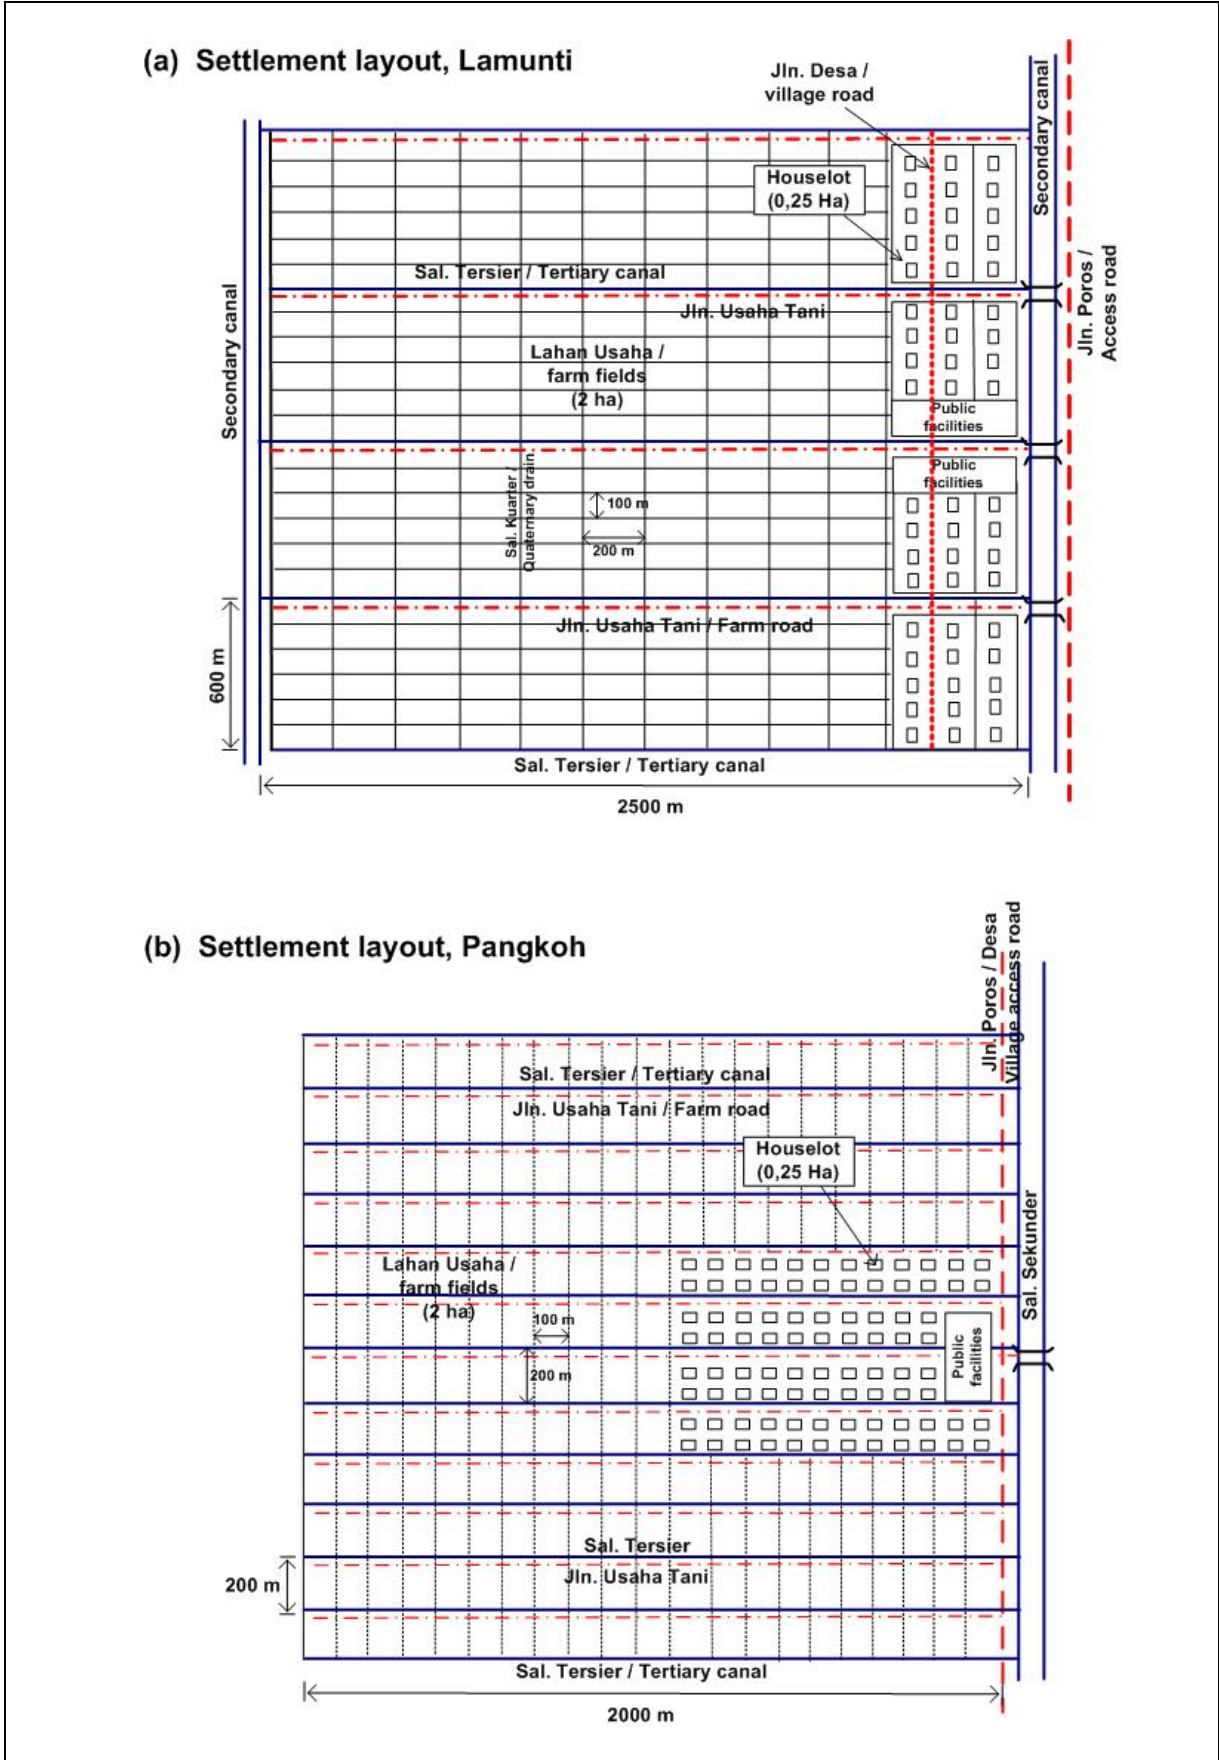 (a) Settlement layout, Lamunti
Jln. Desa /
village road
Secondary canal
Houselot
(0,25 Ha)
Sal. Tersier / Tertiary canal
Jln. Poros /
Access road
Jln. Usaha Tani
Secondary canal
Lahan Usaha /
farm fields
(2 ha)
Public
facilities
Public
facilities
Sal. Kuarter /
Quaternary drain
100 m
200 m
Jln. Usaha Tani / Farm road
600 m
Sal. Tersier / Tertiary canal
2500 m
(b) Settlement layout, Pangkoh
Jln. Poros / Desa
Village access road
Sal. Tersier / Tertiary canal
Jln. Usaha Tani / Farm road
Houselot
(0,25 Ha)
Sal. Sekunder
Lahan Usaha /
farm fields
(2 ha)
100 m
200 m
Public
facilities
Sal. Tersier
Jln. Usaha Tani
200 m
Sal. Tersier / Tertiary canal
2000 m